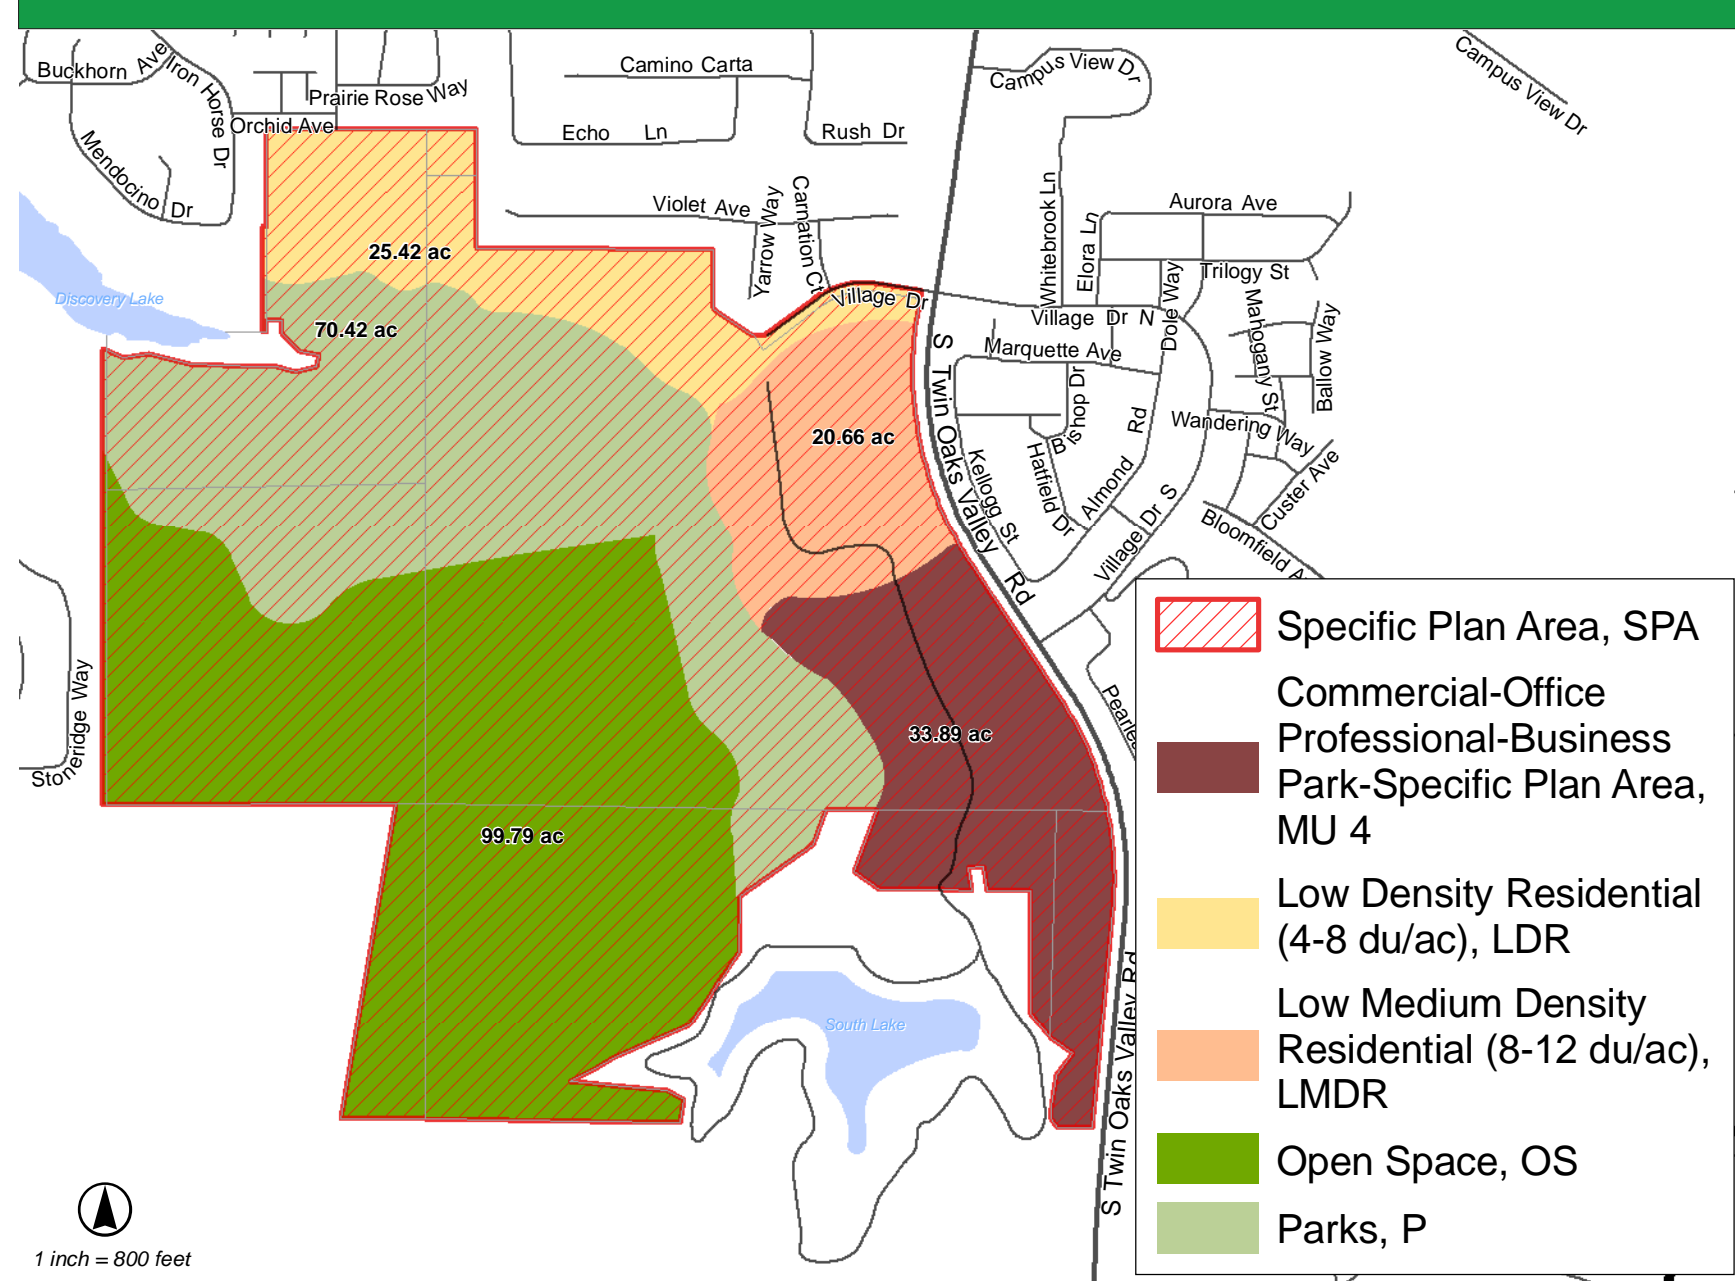 Buckhorn Ave
Iron Horse Dr
Prairie Rose Way
Orchid Ave
Mendocino Dr
Camino Carta
Echo Ln
Rush Dr
Campus View Dr
Campus View Dr
Violet Ave
Yarrow Way
Carnation Ct
Village Dr
Whitebrook Ln
Elora Ln
Aurora Ave
Trilogy St
Dole Way
Village Dr N
Mahogany St
Ballow Way
Marquette Ave
Bishop Dr
Wandering Way
Custer Ave
Hatfield Dr
Almond Rd
Kellogg St
Village Dr S
Bloomfield A
S Twin Oaks Valley Rd
Discovery Lake
25.42 ac
70.42 ac
20.66 ac
33.89 ac
99.79 ac
Stoneridge Way
South Lake
S Twin Oaks Valley Rd
Specific Plan Area, SPA
Commercial-Office
Professional-Business
Park-Specific Plan Area,
MU 4
Low Density Residential
(4-8 du/ac), LDR
Low Medium Density
Residential (8-12 du/ac),
LMDR
Open Space, OS
Parks, P
1 inch = 800 feet